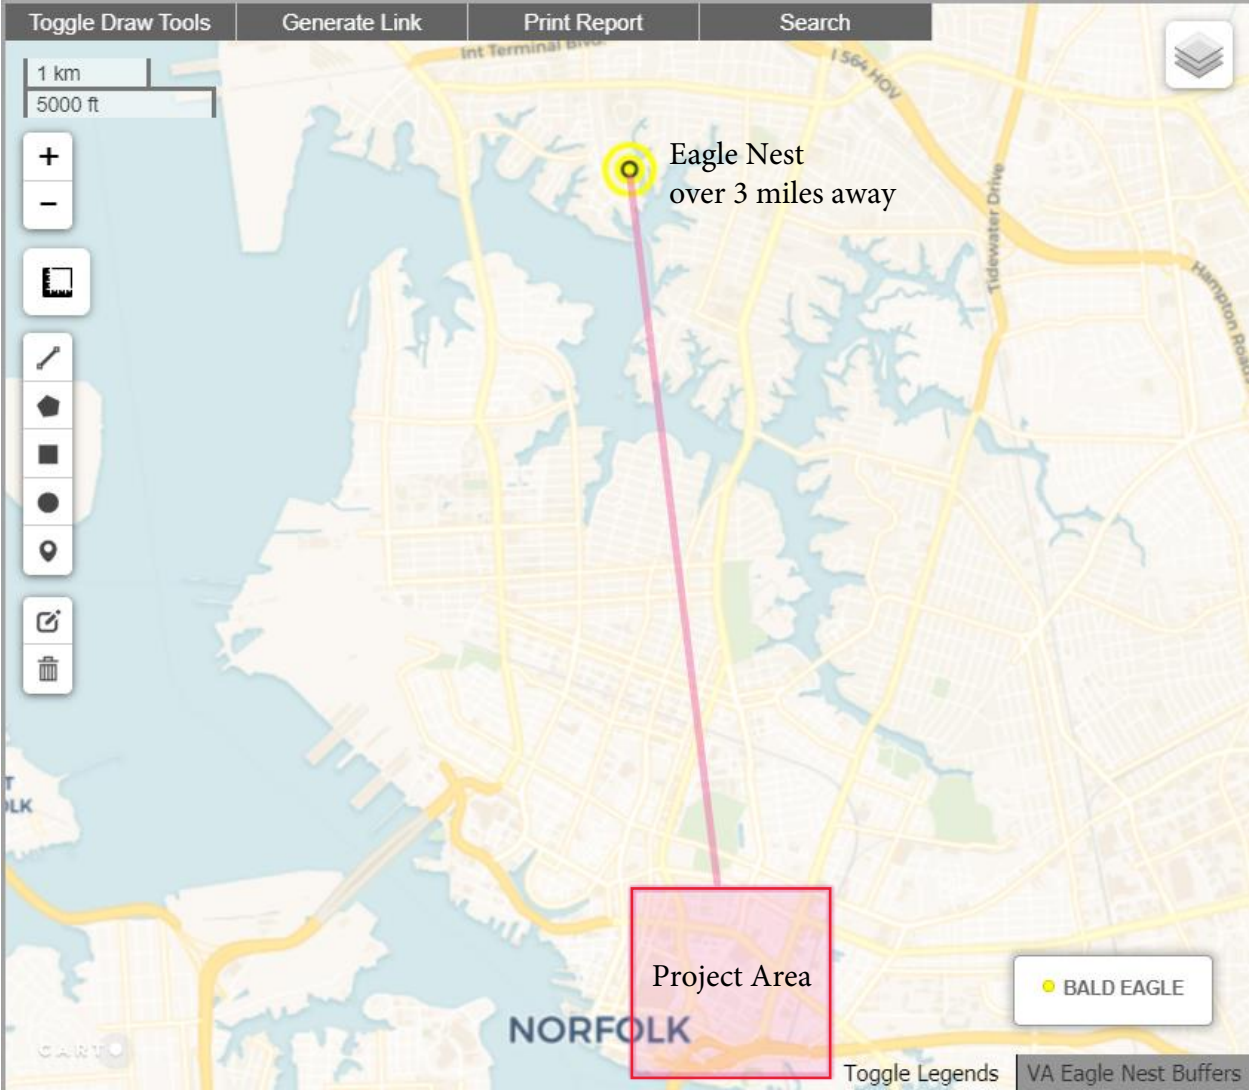 Toggle Draw Tools
Generate Link
Print Report
Search
Int Terminal Blvd.
I 564 HOV
1 km
5000 ft
+
−
Eagle Nest
over 3 miles away
Tidewater Drive
Hampton Roads
T
OLK
Project Area
NORFOLK
BALD EAGLE
CARTO
Toggle Legends
VA Eagle Nest Buffers